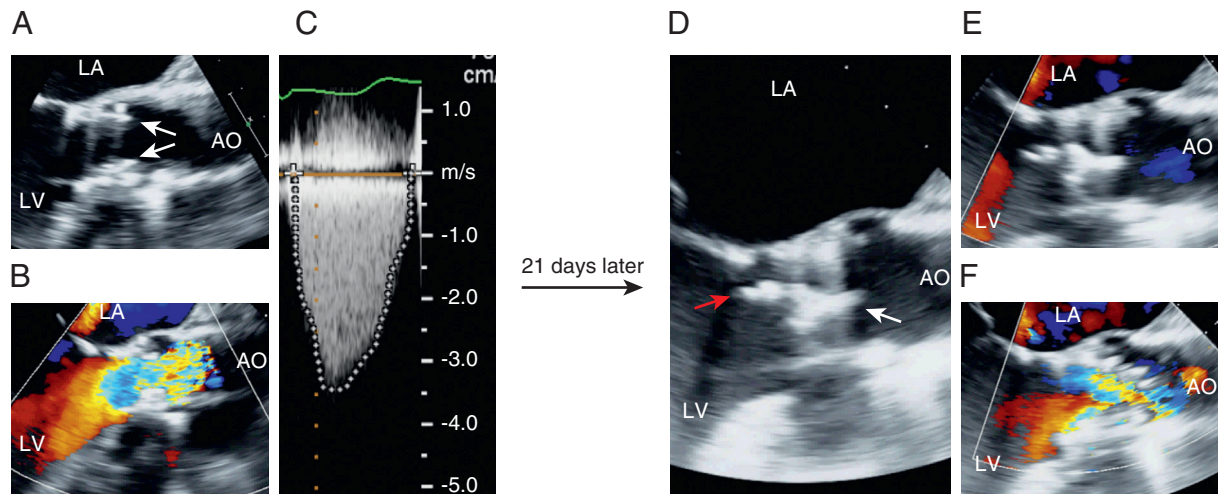 A
C
D
E
LA
AO
LV
cm/
1.0
m/s
-1.0
-2.0
-3.0
-4.0
-5.0
B
LA
AO
LV
21 days later
LA
AO
LV
LA
AO
LV
F
LA
AO
LV